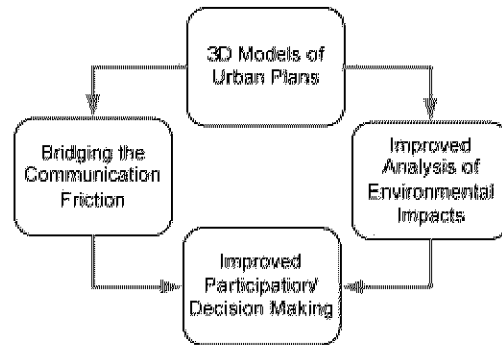 3D Models of
Urban Plans
Bridging the
Communication
Friction
Improved
Analysis of
Environmental
Impacts
Improved
Participation/
Decision Making